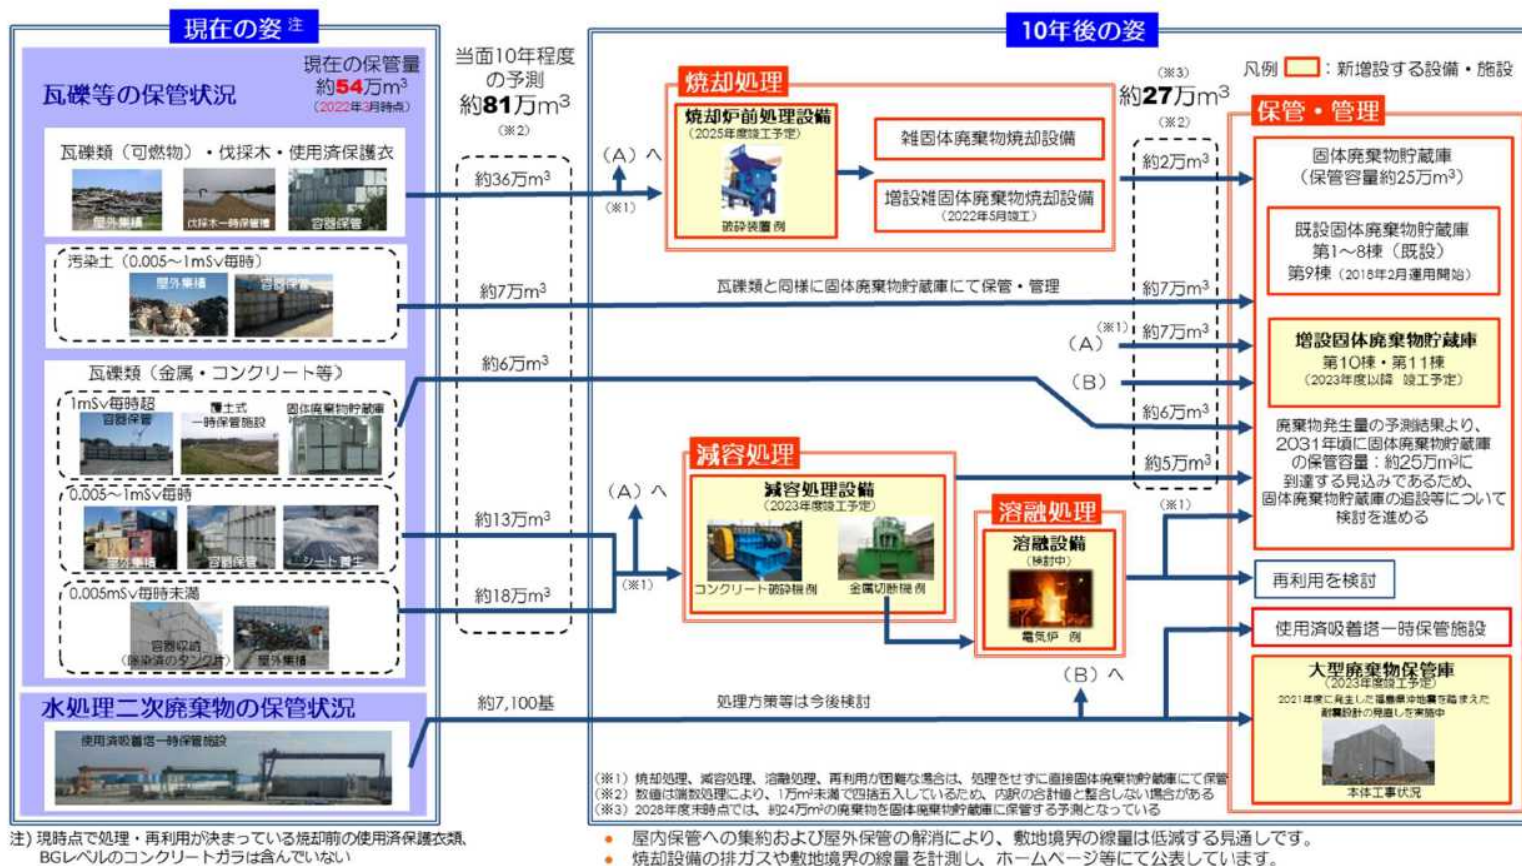 現在の姿 注
瓦礫等の保管状況
現在の保管量
約54万m³
(2022年3月時点)
瓦礫類(可燃物)・伐採木・使用済保護衣
屋外集積
伐採木一時保管槽
容器保管
汚染土(0.005~1mSv毎時)
屋外集積
容器保管
瓦礫類(金属・コンクリート等)
1mSv毎時超
容器保管
覆土式
一時保管施設
固体廃棄物貯蔵庫
0.005~1mSv毎時
屋外集積
容器保管
シート養生
0.005mSv毎時未満
容器収納
(除染済のタンク片)
屋外集積
水処理二次廃棄物の保管状況
使用済吸着塔一時保管施設
当面10年程度
の予測
約81万m³
(※2)
約36万m³
約7万m³
約6万m³
約13万m³
約18万m³
約7,100基
10年後の姿
凡例 :新増設する設備・施設
(A)へ
(※1)
焼却処理
焼却炉前処理設備
(2025年度竣工予定)
破砕装置例
雑固体廃棄物焼却設備
増設雑固体廃棄物焼却設備
(2022年5月竣工)
瓦礫類と同様に固体廃棄物貯蔵庫にて保管・管理
(A)へ
(※1)
減容処理
減容処理設備
(2023年度竣工予定)
コンクリート破砕機例
金属切断機例
溶融処理
溶融設備
(検討中)
電気炉 例
処理方策等は今後検討
(B)へ
(※3)
約27万m³
(※2)
約2万m³
約7万m³
(A)
(※1)
約7万m³
(B)
約6万m³
約5万m³
(※1)
保管・管理
固体廃棄物貯蔵庫
(保管容量約25万m³)
既設固体廃棄物貯蔵庫
第1~8棟(既設)
第9棟(2018年2月運用開始)
増設固体廃棄物貯蔵庫
第10棟・第11棟
(2023年度以降 竣工予定)
廃棄物発生量の予測結果より、
2031年頃に固体廃棄物貯蔵庫
の保管容量:約25万m³に
到達する見込みであるため、
固体廃棄物貯蔵庫の追設等について
検討を進める
再利用を検討
使用済吸着塔一時保管施設
大型廃棄物保管庫
(2023年度竣工予定)
2021年度に発生した福島県沖地震を踏まえた
耐震設計の見直しを実施中
本体工事状況
(※1)焼却処理、減容処理、溶融処理、再利用が困難な場合は、処理をせずに直接固体廃棄物貯蔵庫にて保管
(※2)数値は端数処理により、1万m³未満で四捨五入しているため、内訳の合計値と整合しない場合がある
(※3)2028年度末時点では、約24万m³の廃棄物を固体廃棄物貯蔵庫に保管する予測となっている
注)現時点で処理・再利用が決まっている焼却前の使用済保護衣類、
BGレベルのコンクリートガラは含んでいない
• 屋内保管への集約および屋外保管の解消により、敷地境界の線量は低減する見通しです。
• 焼却設備の排ガスや敷地境界の線量を計測し、ホームページ等にて公表しています。